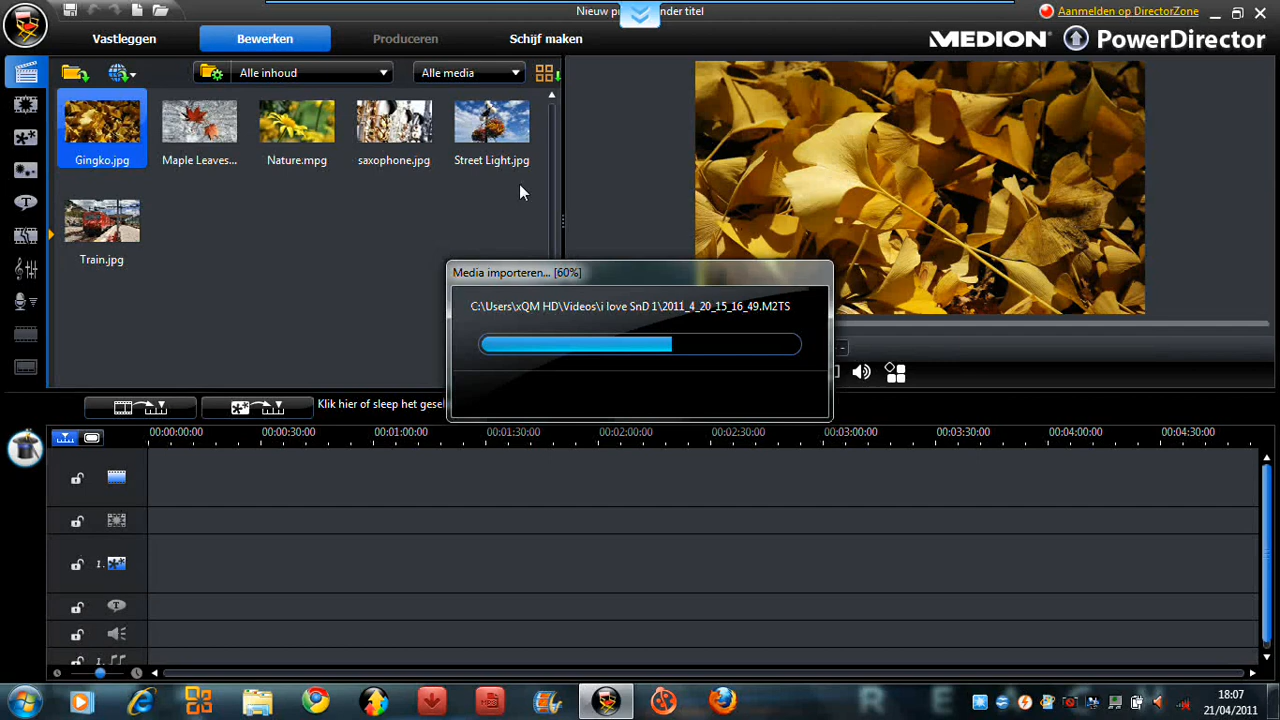 Nieuw pr
nder titel
Aanmelden op DirectorZone
Vastleggen
Bewerken
Produceren
Schijf maken
MEDION PowerDirector
Alle inhoud
Alle media
Gingko.jpg
Maple Leaves...
Nature.mpg
saxophone.jpg
Street Light.jpg
Train.jpg
Media importeren... [60%]
C:\Users\xQM HD\Videos\i love SnD 1\2011_4_20_15_16_49.M2TS
Klik hier of sleep het gesel
00:00:00:00
00:00:30:00
00:01:00:00
00:01:30:00
00:02:00:00
00:02:30:00
00:03:00:00
00:03:30:00
00:04:00:00
00:04:30:00
1.
1.
R E A
18:07
21/04/2011